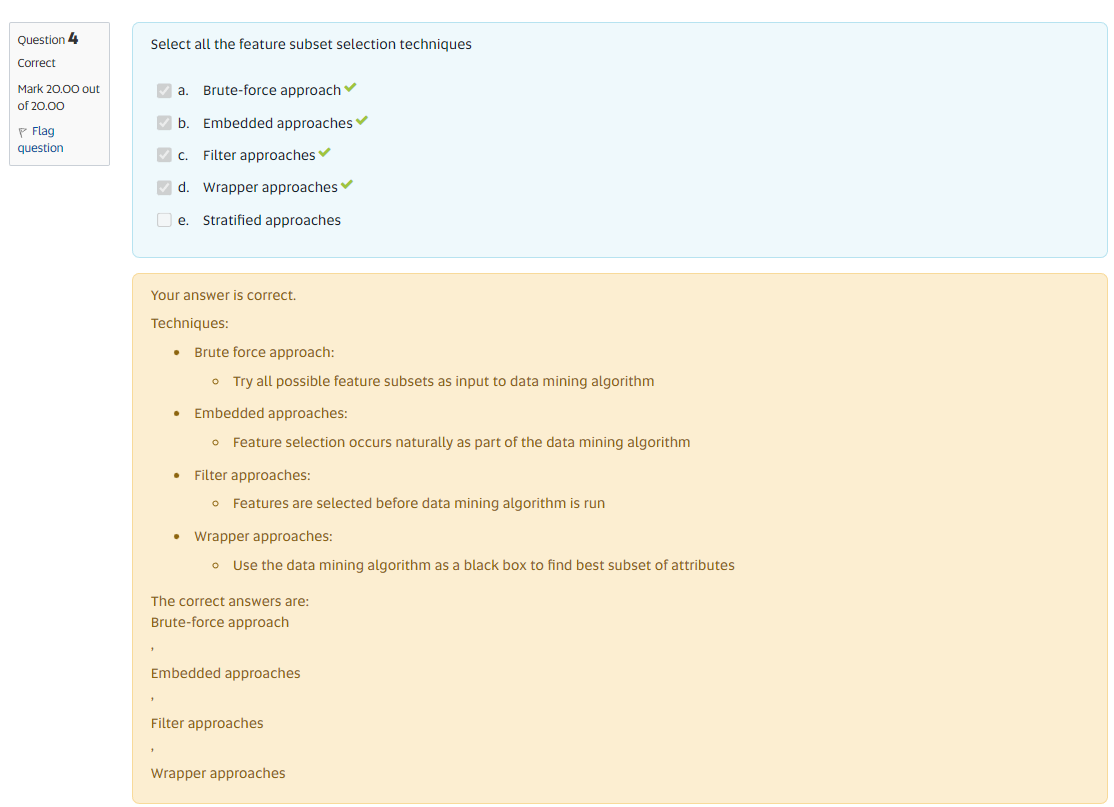 Question 4
Correct
Mark 20.00 out
of 20.00
Flag
question
Select all the feature subset selection techniques
a. Brute-force approach
b. Embedded approaches
c. Filter approaches
d. Wrapper approaches
e. Stratified approaches
Your answer is correct.
Techniques:
• Brute force approach:
◦ Try all possible feature subsets as input to data mining algorithm
• Embedded approaches:
◦ Feature selection occurs naturally as part of the data mining algorithm
• Filter approaches:
◦ Features are selected before data mining algorithm is run
• Wrapper approaches:
◦ Use the data mining algorithm as a black box to find best subset of attributes
The correct answers are:
Brute-force approach
,
Embedded approaches
,
Filter approaches
,
Wrapper approaches